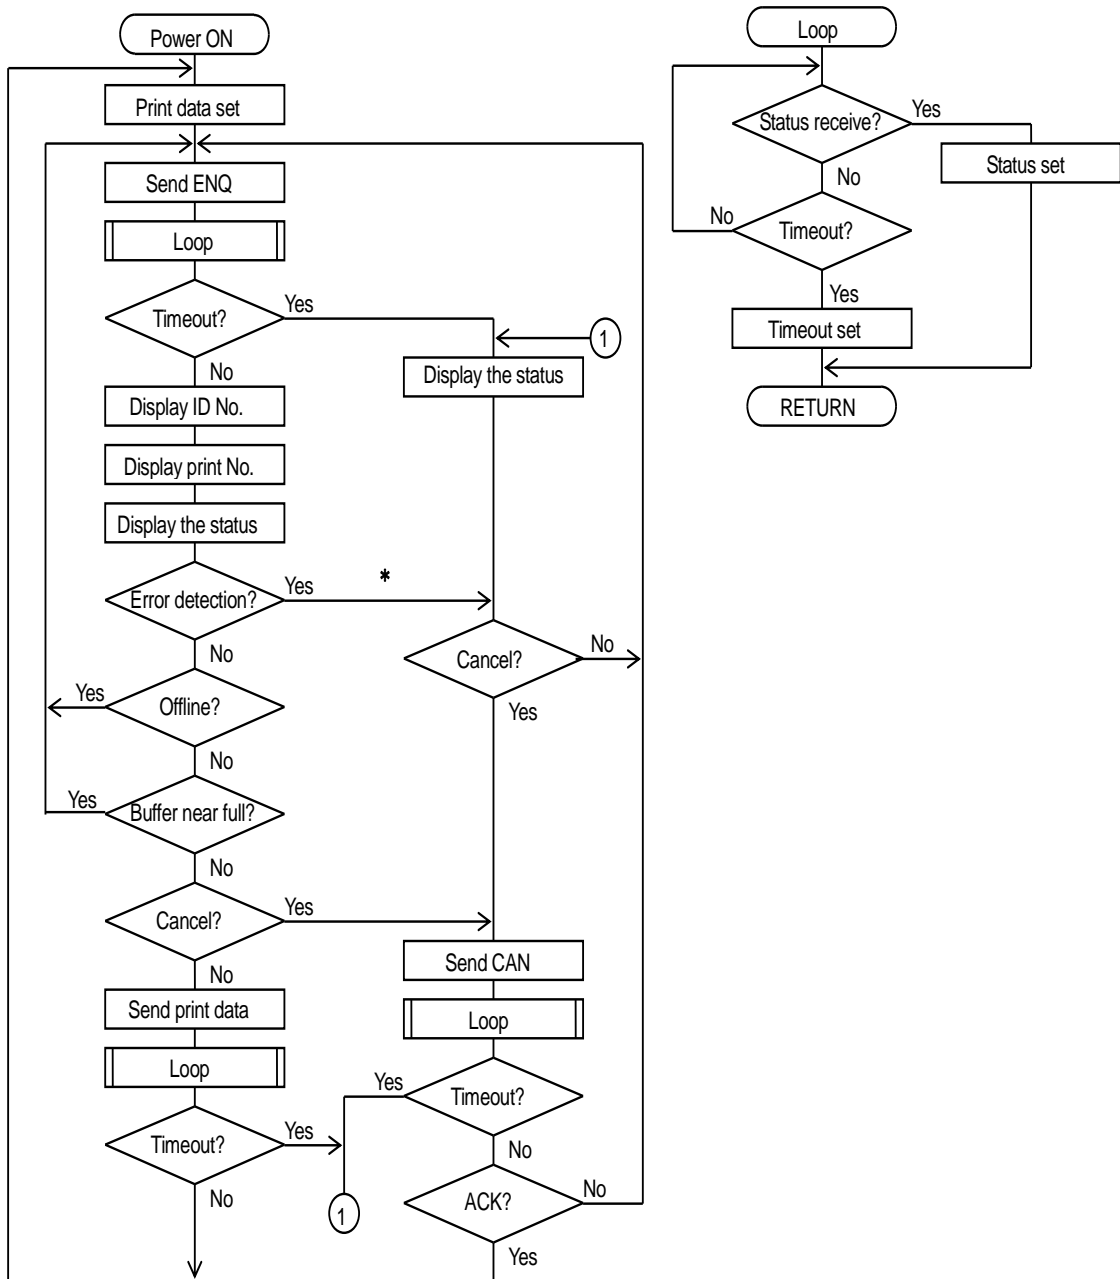 Power ON
Print data set
Send ENQ
Loop
Timeout?
Yes
No
Display ID No.
Display print No.
Display the status
Error detection?
Yes
*
No
Offline?
Yes
No
Buffer near full?
Yes
No
Cancel?
Yes
No
Send print data
Loop
Timeout?
Yes
No
1
Display the status
Cancel?
No
Yes
Send CAN
Loop
Timeout?
Yes
No
1
ACK?
No
Yes
Loop
Status receive?
Yes
Status set
No
Timeout?
No
Yes
Timeout set
RETURN